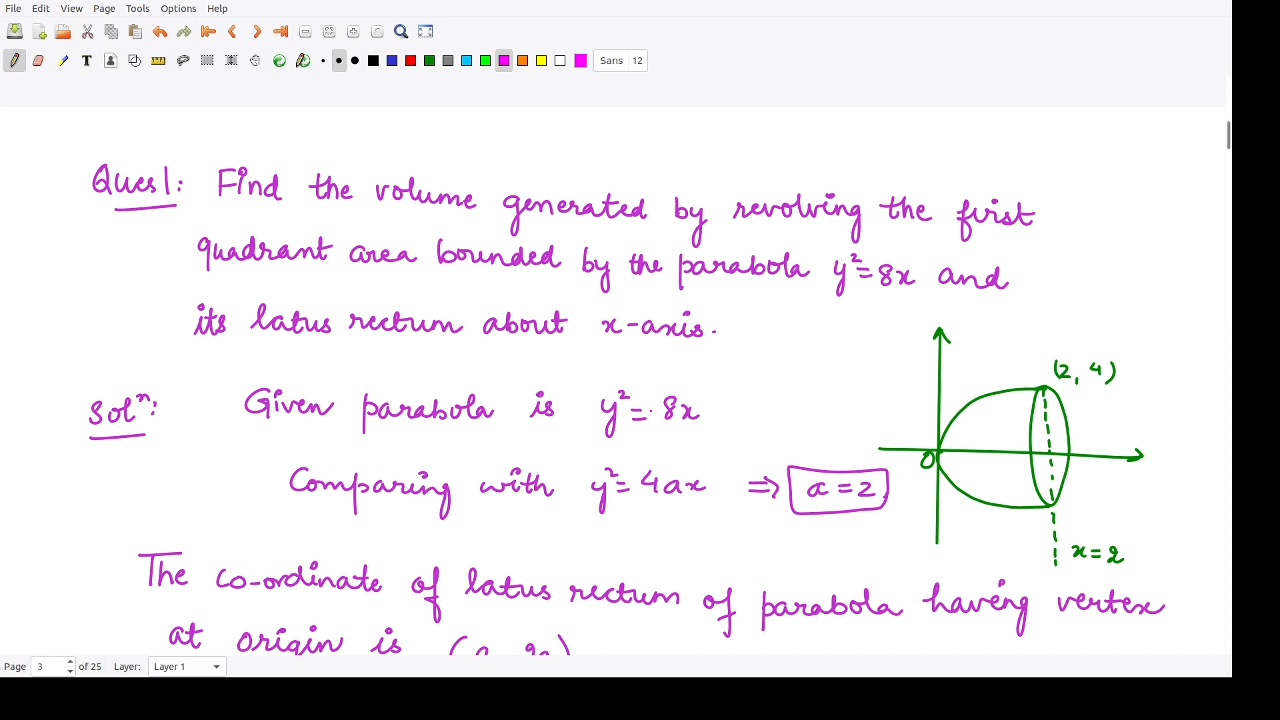 File Edit View Page Tools Options Help
T Sans 12
Ques1: Find the volume generated by revolving the first
quadrant area bounded by the parabola y²=8x and
its latus rectum about x-axis.
Solⁿ: Given parabola is y²=8x
Comparing with y²=4ax ⇒ a=2
(2, 4)
O
x=2
The co-ordinate of latus rectum of parabola having vertex
at origin is (a, 2a)
Page 3 of 25 Layer: Layer 1